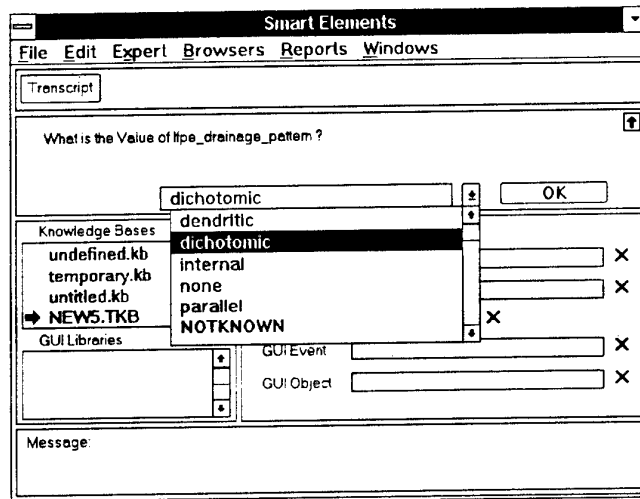 Smart Elements
File Edit Expert Browsers Reports Windows
Transcript
What is the Value of ltpe_drainage_pattern ?
dichotomic
OK
dendritic
dichotomic
internal
none
parallel
NOTKNOWN
Knowledge Bases
undefined.kb
temporary.kb
untitled.kb
NEW5.TKB
GUI Libraries
GUI Event
GUI Object
Message: